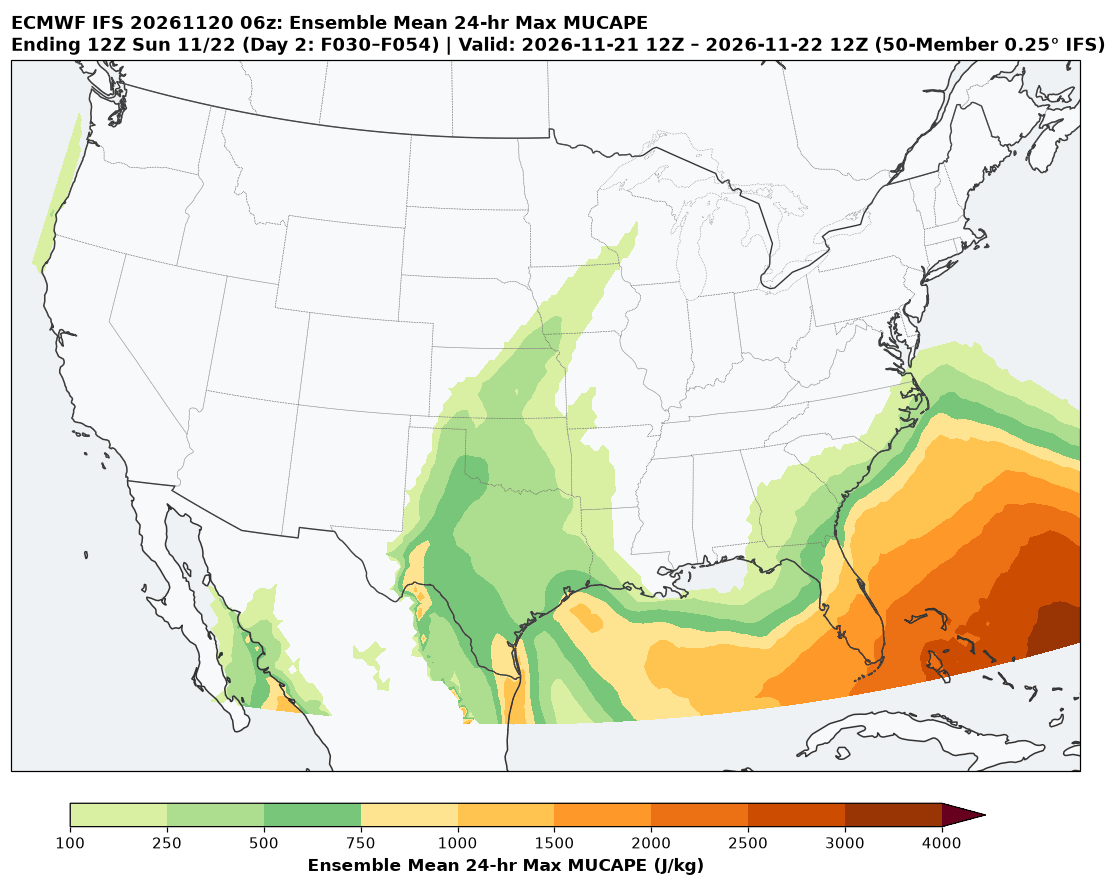 ECMWF IFS 20261120 06z: Ensemble Mean 24-hr Max MUCAPE
Ending 12Z Sun 11/22 (Day 2: F030–F054) | Valid: 2026-11-21 12Z – 2026-11-22 12Z (50-Member 0.25° IFS)
100 250 500 750 1000 1500 2000 2500 3000 4000
Ensemble Mean 24-hr Max MUCAPE (J/kg)